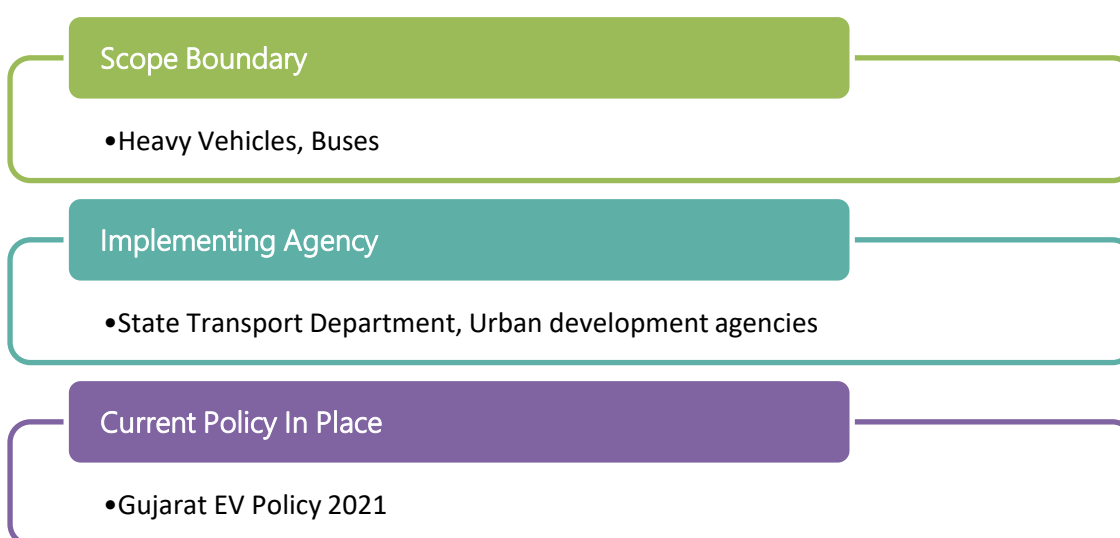 Scope Boundary
•Heavy Vehicles, Buses
Implementing Agency
•State Transport Department, Urban development agencies
Current Policy In Place
•Gujarat EV Policy 2021